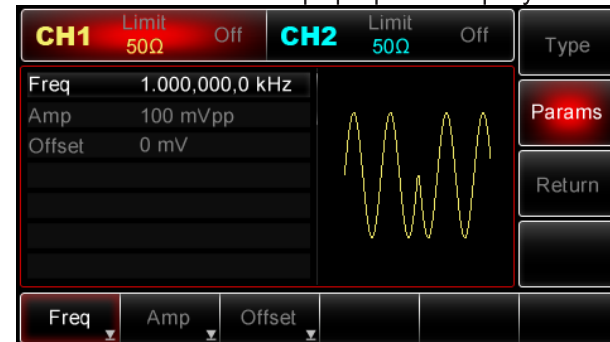 CH1 Limit Off 50Ω
CH2 Limit Off 50Ω
Type
Freq 1.000,000,0 kHz
Amp 100 mVpp
Offset 0 mV
Params
Return
Freq Amp Offset